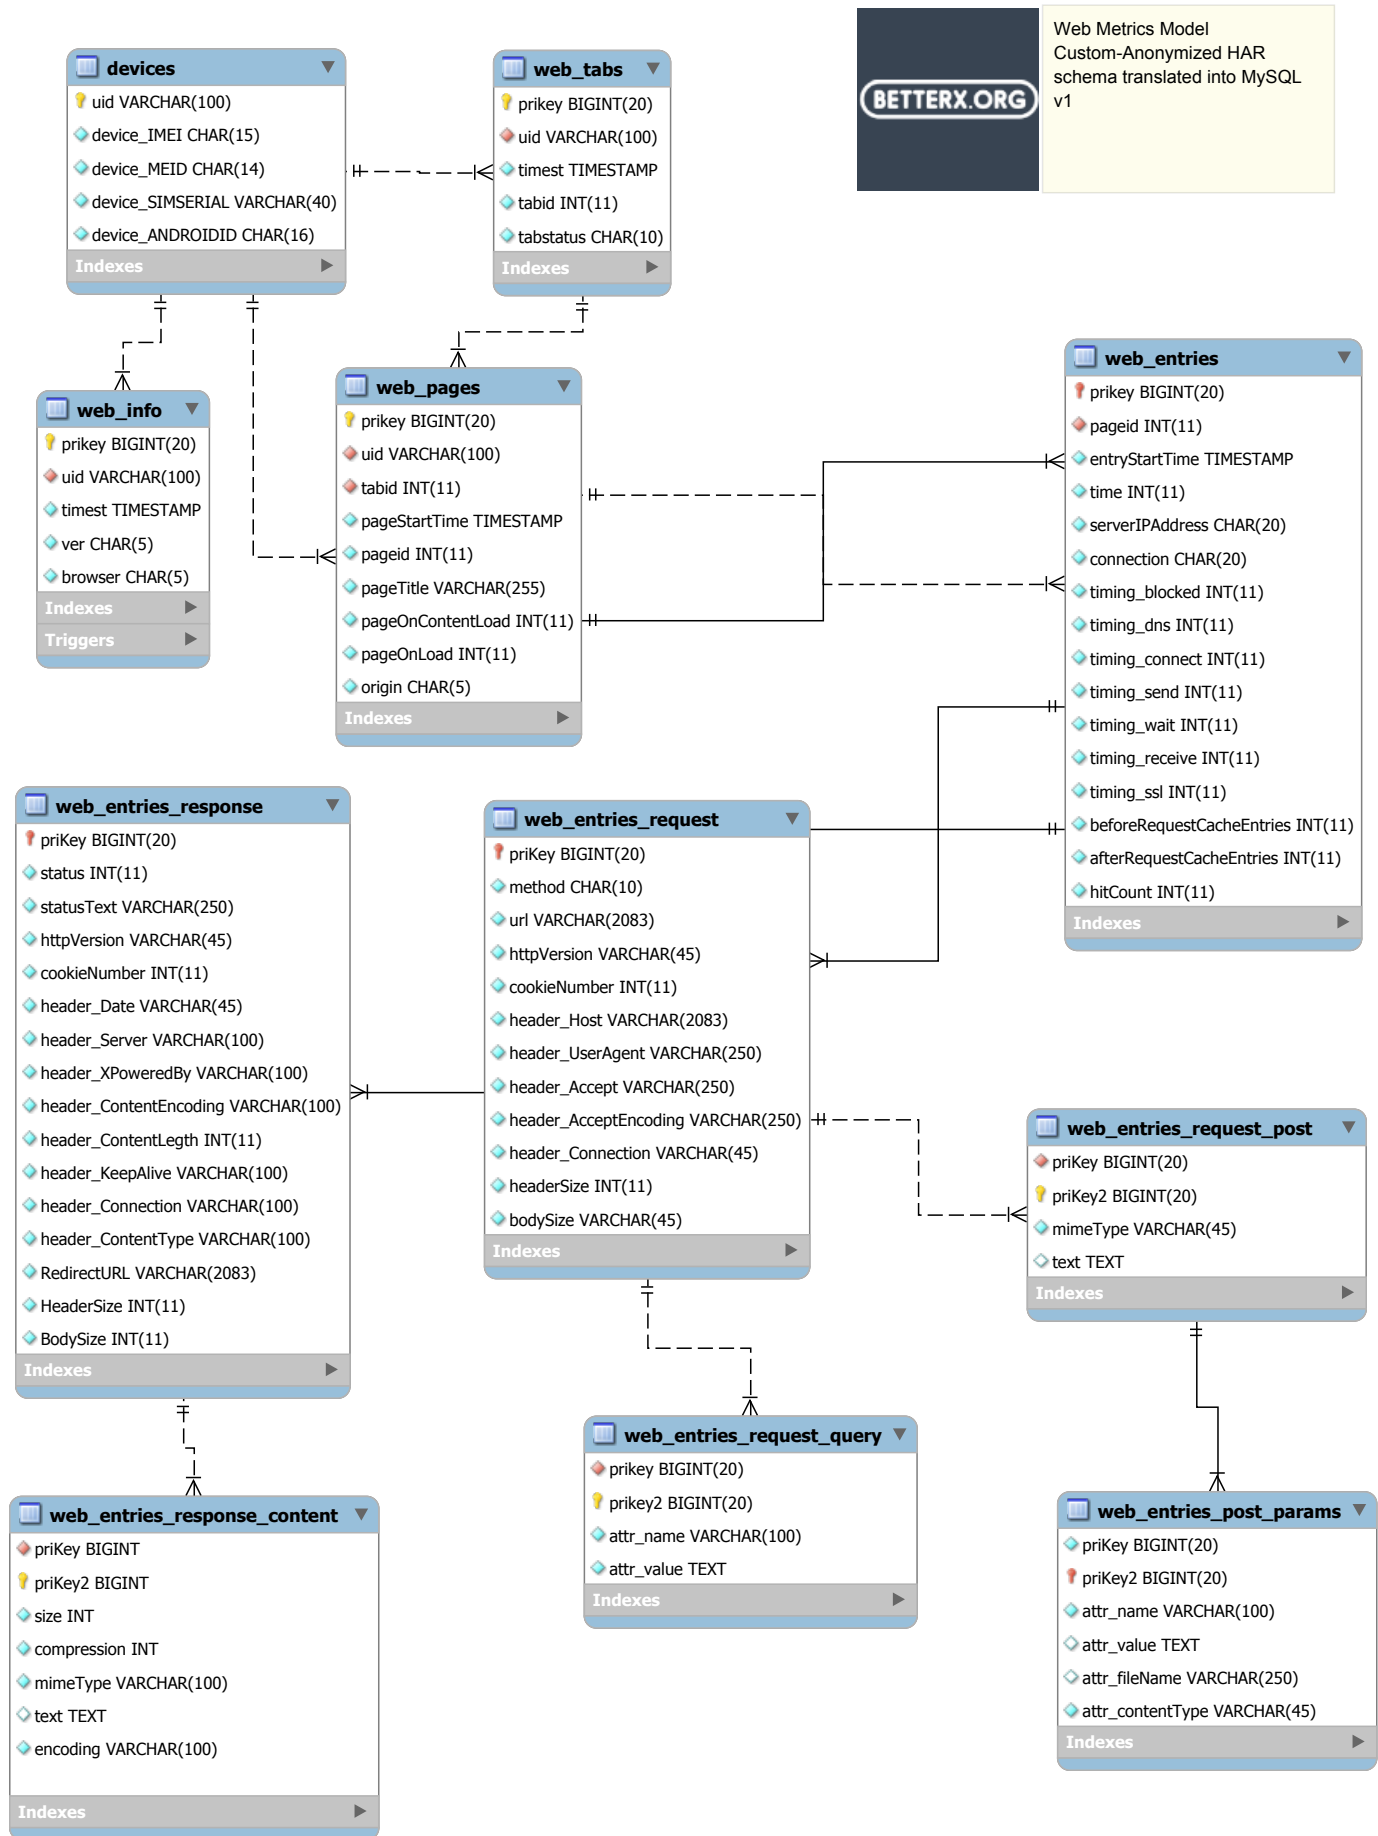 BETTERX.ORG
Web Metrics Model
Custom-Anonymized HAR
schema translated into MySQL
v1
devices
uid VARCHAR(100)
device_IMEI CHAR(15)
device_MEID CHAR(14)
device_SIMSERIAL VARCHAR(40)
device_ANDROIDID CHAR(16)
Indexes
web_tabs
prikey BIGINT(20)
uid VARCHAR(100)
timest TIMESTAMP
tabid INT(11)
tabstatus CHAR(10)
Indexes
web_info
prikey BIGINT(20)
uid VARCHAR(100)
timest TIMESTAMP
ver CHAR(5)
browser CHAR(5)
Indexes
Triggers
web_pages
prikey BIGINT(20)
uid VARCHAR(100)
tabid INT(11)
pageStartTime TIMESTAMP
pageid INT(11)
pageTitle VARCHAR(255)
pageOnContentLoad INT(11)
pageOnLoad INT(11)
origin CHAR(5)
Indexes
web_entries
prikey BIGINT(20)
pageid INT(11)
entryStartTime TIMESTAMP
time INT(11)
serverIPAddress CHAR(20)
connection CHAR(20)
timing_blocked INT(11)
timing_dns INT(11)
timing_connect INT(11)
timing_send INT(11)
timing_wait INT(11)
timing_receive INT(11)
timing_ssl INT(11)
beforeRequestCacheEntries INT(11)
afterRequestCacheEntries INT(11)
hitCount INT(11)
Indexes
web_entries_response
priKey BIGINT(20)
status INT(11)
statusText VARCHAR(250)
httpVersion VARCHAR(45)
cookieNumber INT(11)
header_Date VARCHAR(45)
header_Server VARCHAR(100)
header_XPoweredBy VARCHAR(100)
header_ContentEncoding VARCHAR(100)
header_ContentLegth INT(11)
header_KeepAlive VARCHAR(100)
header_Connection VARCHAR(100)
header_ContentType VARCHAR(100)
RedirectURL VARCHAR(2083)
HeaderSize INT(11)
BodySize INT(11)
Indexes
web_entries_request
priKey BIGINT(20)
method CHAR(10)
url VARCHAR(2083)
httpVersion VARCHAR(45)
cookieNumber INT(11)
header_Host VARCHAR(2083)
header_UserAgent VARCHAR(250)
header_Accept VARCHAR(250)
header_AcceptEncoding VARCHAR(250)
header_Connection VARCHAR(45)
headerSize INT(11)
bodySize VARCHAR(45)
Indexes
web_entries_request_post
priKey BIGINT(20)
priKey2 BIGINT(20)
mimeType VARCHAR(45)
text TEXT
Indexes
web_entries_request_query
prikey BIGINT(20)
prikey2 BIGINT(20)
attr_name VARCHAR(100)
attr_value TEXT
Indexes
web_entries_response_content
priKey BIGINT
priKey2 BIGINT
size INT
compression INT
mimeType VARCHAR(100)
text TEXT
encoding VARCHAR(100)
Indexes
web_entries_post_params
priKey BIGINT(20)
priKey2 BIGINT(20)
attr_name VARCHAR(100)
attr_value TEXT
attr_fileName VARCHAR(250)
attr_contentType VARCHAR(45)
Indexes